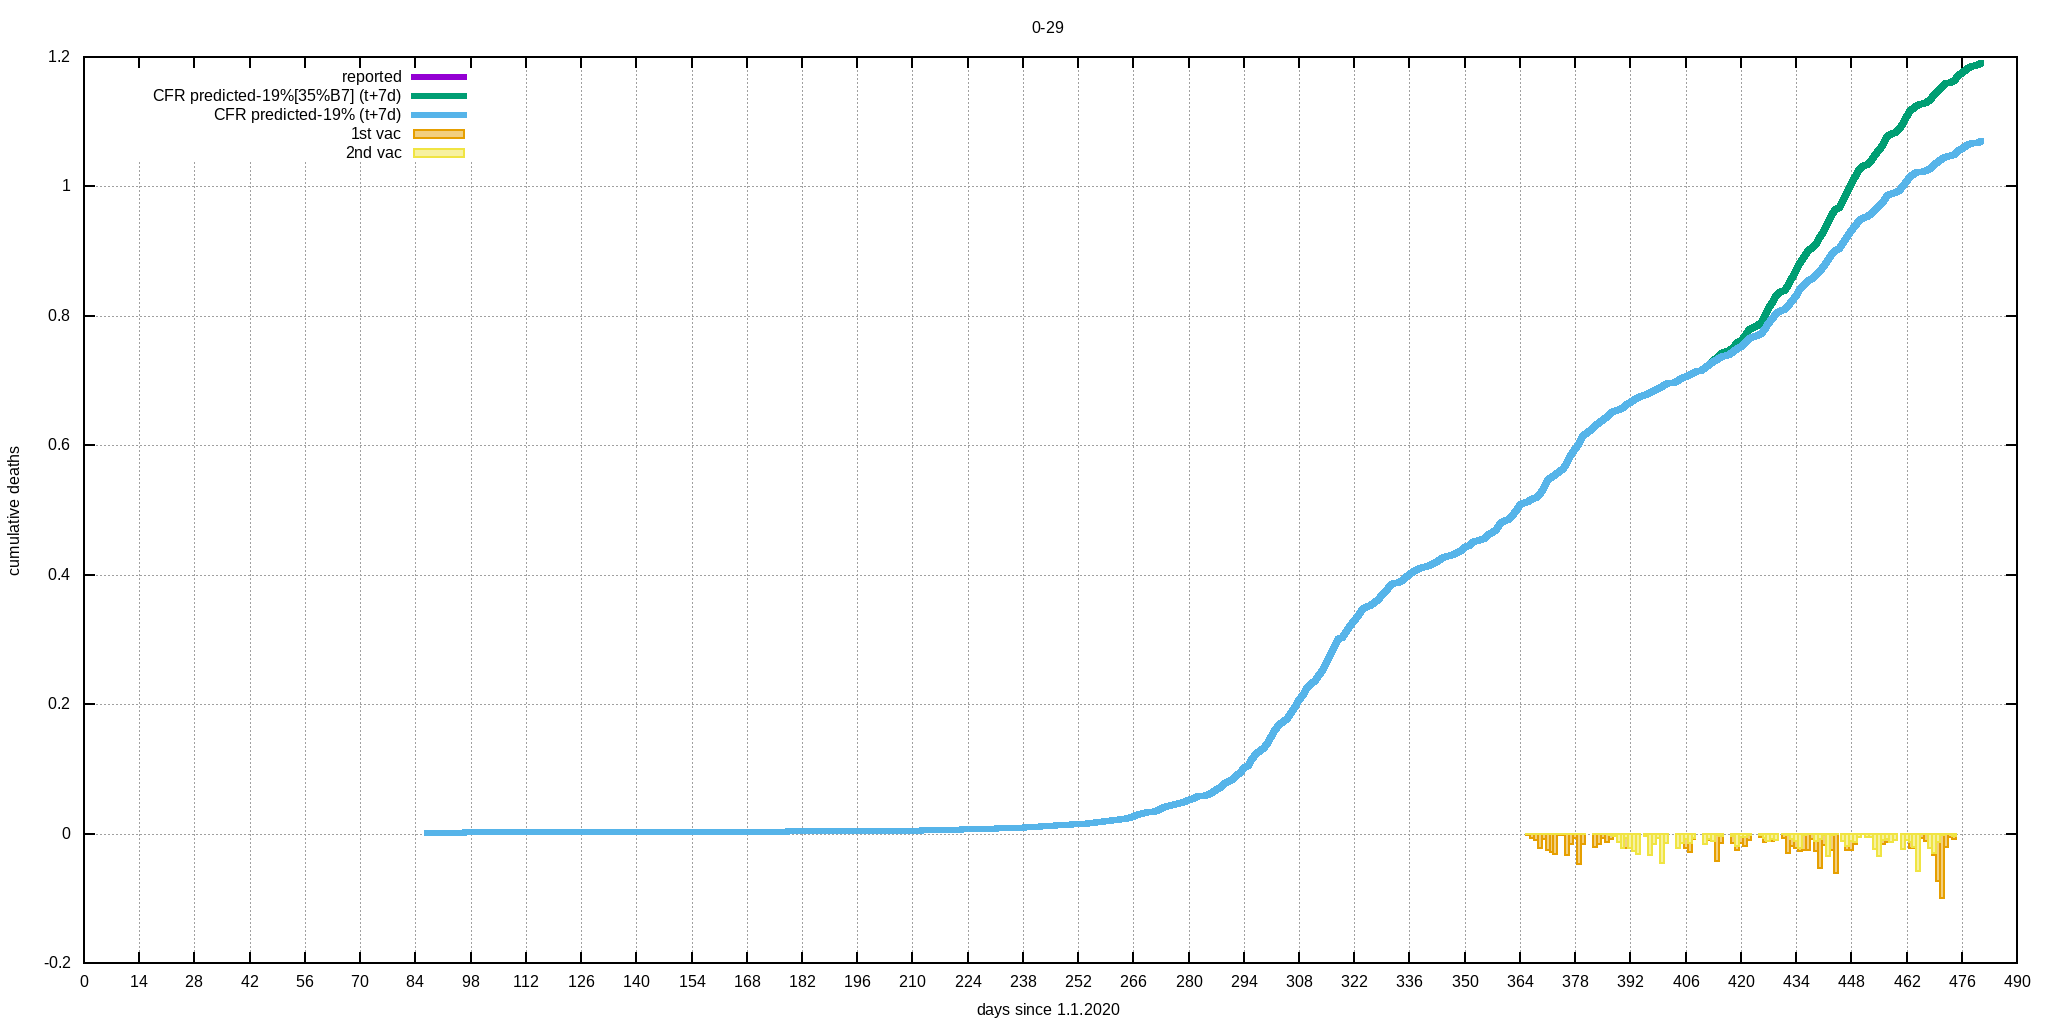 0-29
reported
CFR predicted-19%[35%B7] (t+7d)
CFR predicted-19% (t+7d)
1st vac
2nd vac
1.2
1
0.8
0.6
0.4
0.2
0
-0.2
cumulative deaths
0 14 28 42 56 70 84 98 112 126 140 154 168 182 196 210 224 238 252 266 280 294 308 322 336 350 364 378 392 406 420 434 448 462 476 490
days since 1.1.2020